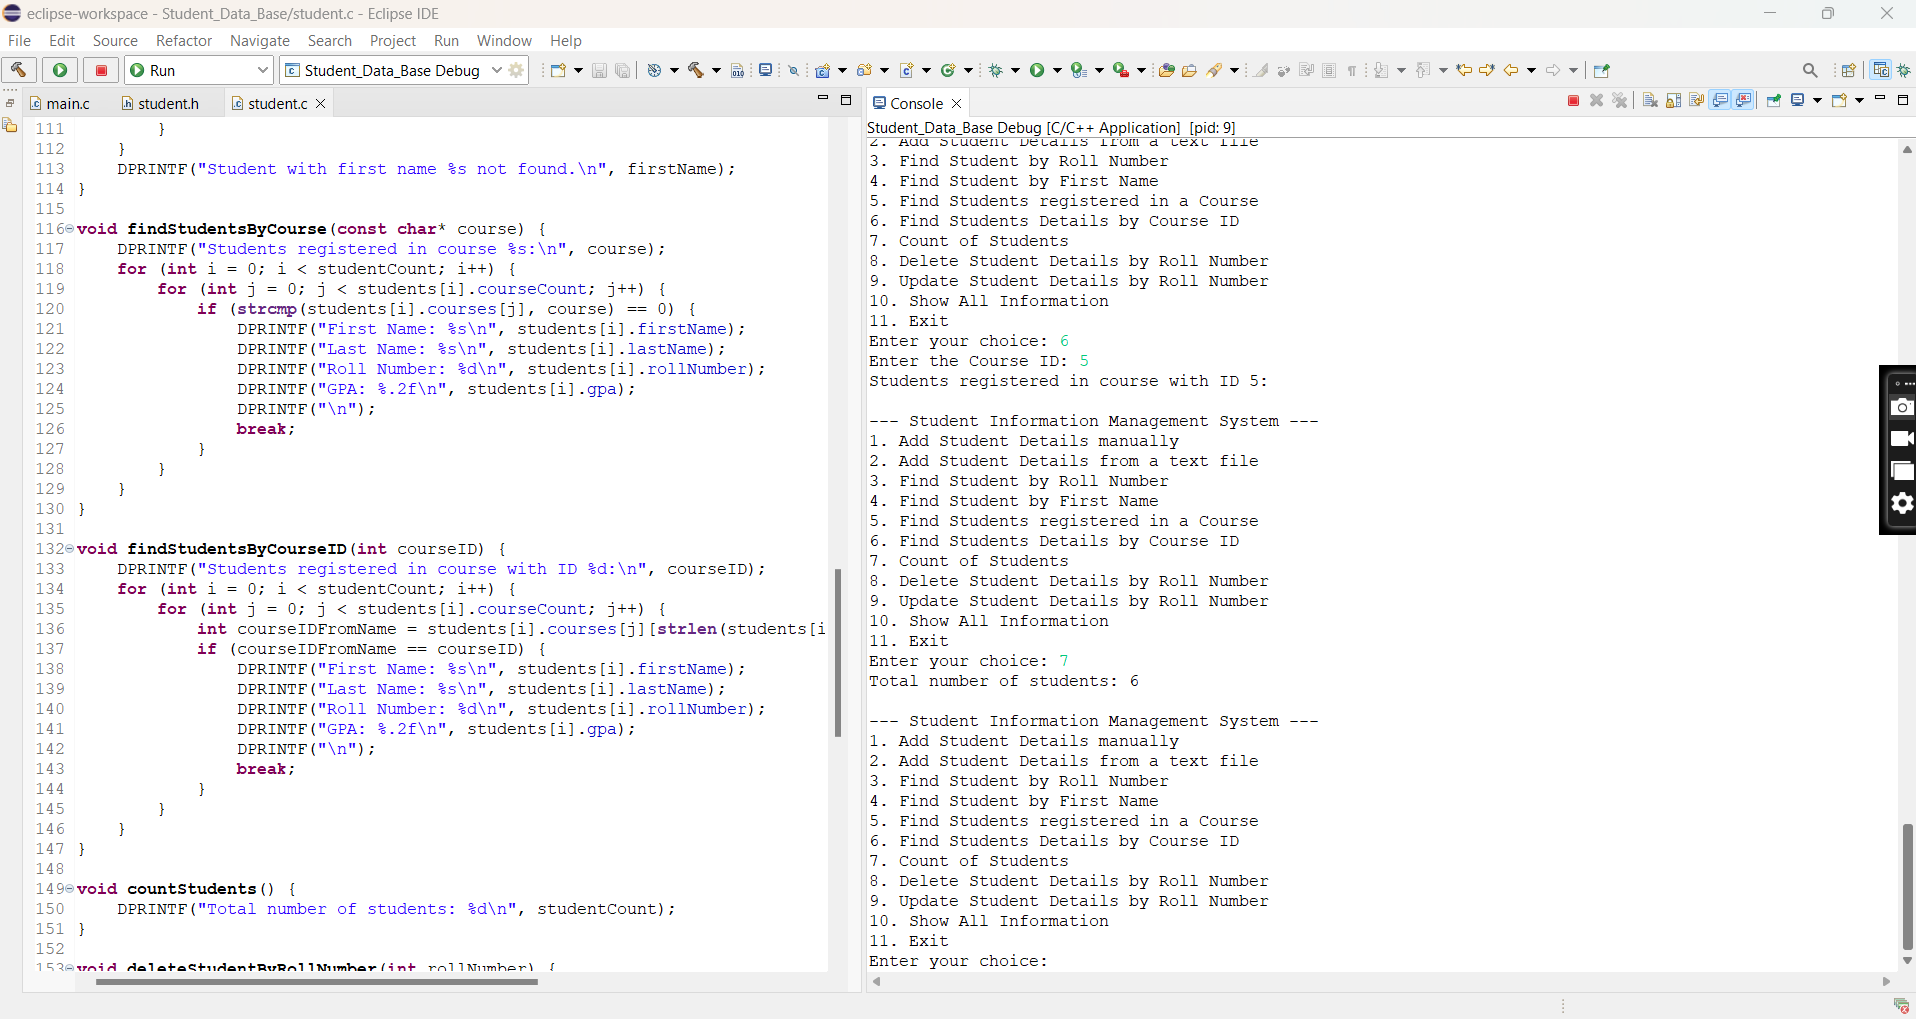 eclipse-workspace - Student_Data_Base/student.c - Eclipse IDE
File Edit Source Refactor Navigate Search Project Run Window Help
Run Student_Data_Base Debug
main.c student.h student.c
111 }
112 }
113 DPRINTF("Student with first name %s not found.\n", firstName);
114 }
115
116 void findStudentsByCourse(const char* course) {
117 DPRINTF("Students registered in course %s:\n", course);
118 for (int i = 0; i < studentCount; i++) {
119 for (int j = 0; j < students[i].courseCount; j++) {
120 if (strcmp(students[i].courses[j], course) == 0) {
121 DPRINTF("First Name: %s\n", students[i].firstName);
122 DPRINTF("Last Name: %s\n", students[i].lastName);
123 DPRINTF("Roll Number: %d\n", students[i].rollNumber);
124 DPRINTF("GPA: %.2f\n", students[i].gpa);
125 DPRINTF("\n");
126 break;
127 }
128 }
129 }
130 }
131
132 void findStudentsByCourseID(int courseID) {
133 DPRINTF("Students registered in course with ID %d:\n", courseID);
134 for (int i = 0; i < studentCount; i++) {
135 for (int j = 0; j < students[i].courseCount; j++) {
136 int courseIDFromName = students[i].courses[j][strlen(students[i
137 if (courseIDFromName == courseID) {
138 DPRINTF("First Name: %s\n", students[i].firstName);
139 DPRINTF("Last Name: %s\n", students[i].lastName);
140 DPRINTF("Roll Number: %d\n", students[i].rollNumber);
141 DPRINTF("GPA: %.2f\n", students[i].gpa);
142 DPRINTF("\n");
143 break;
144 }
145 }
146 }
147 }
148
149 void countStudents() {
150 DPRINTF("Total number of students: %d\n", studentCount);
151 }
152
153 void deleteStudentByRollNumber(int rollNumber) {
Console
Student_Data_Base Debug [C/C++ Application] [pid: 9]
2. Add Student Details from a text file
3. Find Student by Roll Number
4. Find Student by First Name
5. Find Students registered in a Course
6. Find Students Details by Course ID
7. Count of Students
8. Delete Student Details by Roll Number
9. Update Student Details by Roll Number
10. Show All Information
11. Exit
Enter your choice: 6
Enter the Course ID: 5
Students registered in course with ID 5:
--- Student Information Management System ---
1. Add Student Details manually
2. Add Student Details from a text file
3. Find Student by Roll Number
4. Find Student by First Name
5. Find Students registered in a Course
6. Find Students Details by Course ID
7. Count of Students
8. Delete Student Details by Roll Number
9. Update Student Details by Roll Number
10. Show All Information
11. Exit
Enter your choice: 7
Total number of students: 6
--- Student Information Management System ---
1. Add Student Details manually
2. Add Student Details from a text file
3. Find Student by Roll Number
4. Find Student by First Name
5. Find Students registered in a Course
6. Find Students Details by Course ID
7. Count of Students
8. Delete Student Details by Roll Number
9. Update Student Details by Roll Number
10. Show All Information
11. Exit
Enter your choice: